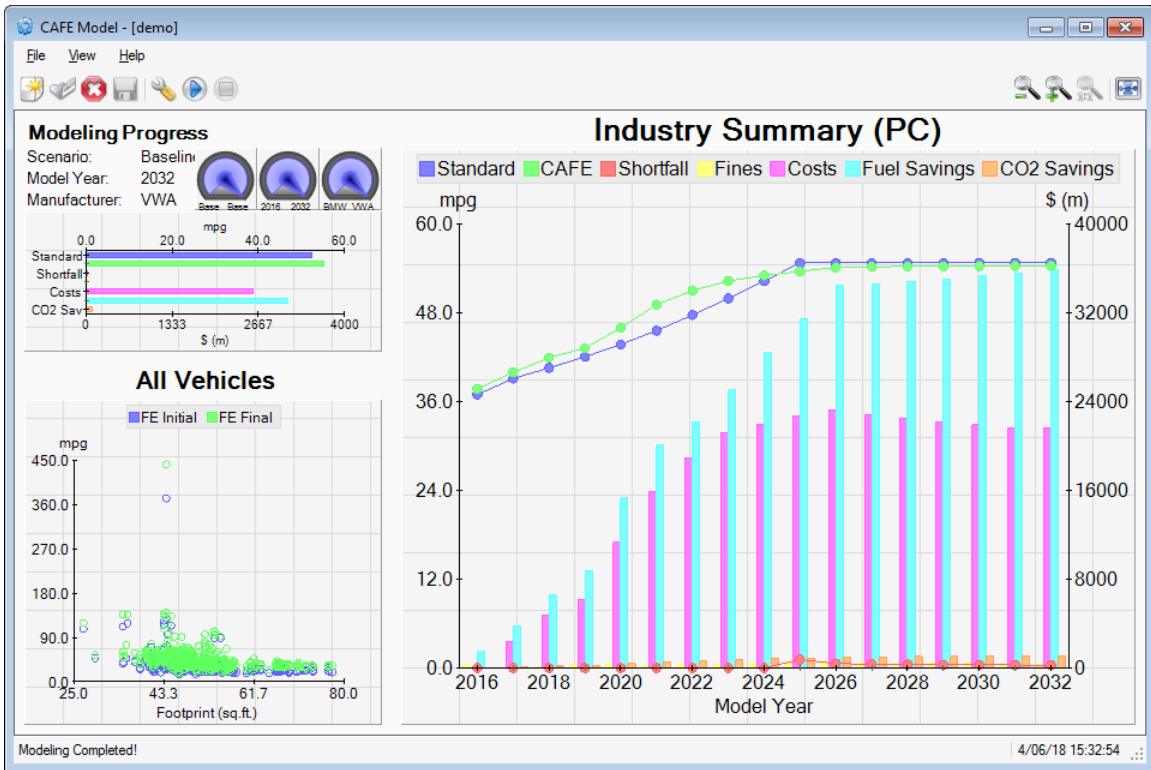 CAFE Model - [demo]
File View Help
Modeling Progress
Scenario: Baseline
Model Year: 2032
Manufacturer: VWA
Base Base 2016 2032 BMW VWA
mpg
0.0 20.0 40.0 60.0
Standard
Shortfall
Costs
CO2 Sav
0 1333 2667 4000
$ (m)
All Vehicles
FE Initial FE Final
mpg
450.0
360.0
270.0
180.0
90.0
0.0
25.0 43.3 61.7 80.0
Footprint (sq.ft.)
Industry Summary (PC)
Standard CAFE Shortfall Fines Costs Fuel Savings CO2 Savings
mpg $ (m)
60.0 40000
48.0 32000
36.0 24000
24.0 16000
12.0 8000
0.0 0
2016 2018 2020 2022 2024 2026 2028 2030 2032
Model Year
Modeling Completed! 4/06/18 15:32:54